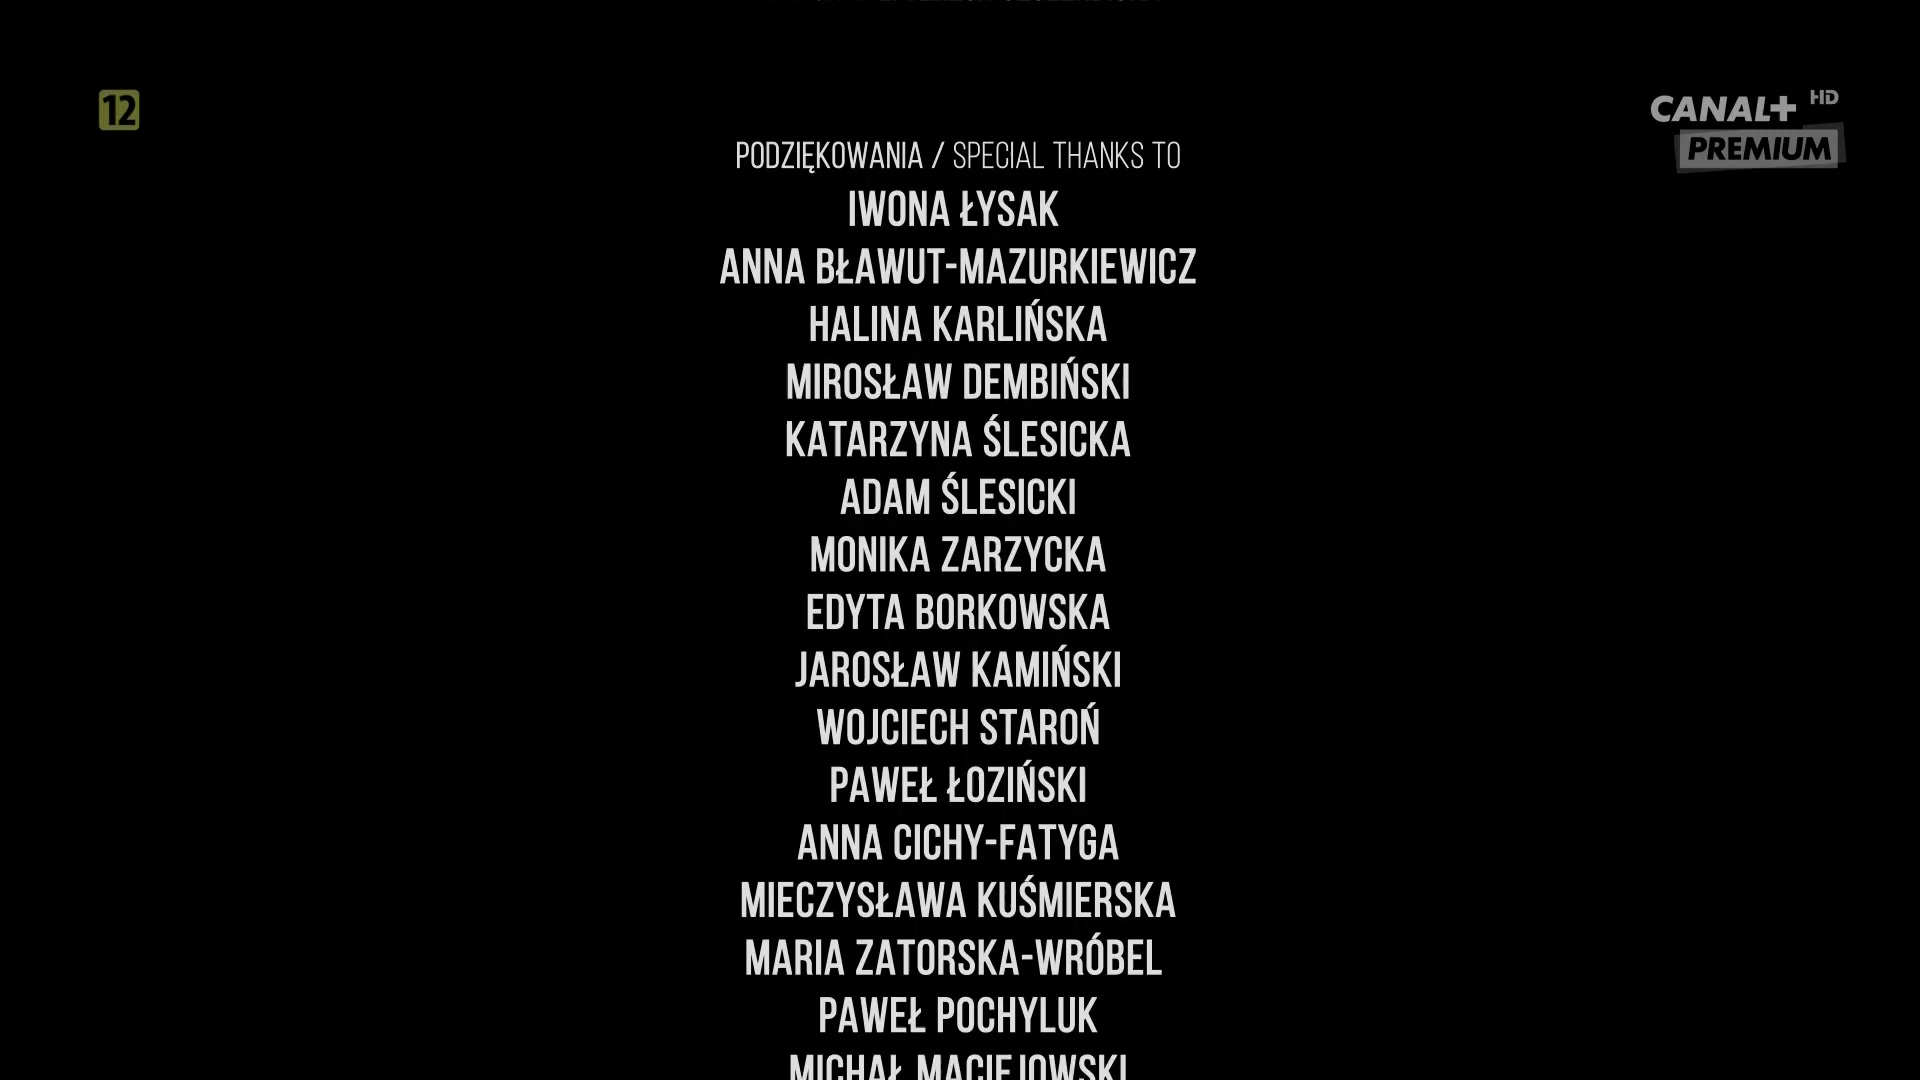 12
CANAL+ HD
PREMIUM
PODZIĘKOWANIA / SPECIAL THANKS TO
IWONA ŁYSAK
ANNA BŁAWUT-MAZURKIEWICZ
HALINA KARLIŃSKA
MIROSŁAW DEMBIŃSKI
KATARZYNA ŚLESICKA
ADAM ŚLESICKI
MONIKA ZARZYCKA
EDYTA BORKOWSKA
JAROSŁAW KAMIŃSKI
WOJCIECH STAROŃ
PAWEŁ ŁOZIŃSKI
ANNA CICHY-FATYGA
MIECZYSŁAWA KUŚMIERSKA
MARIA ZATORSKA-WRÓBEL
PAWEŁ POCHYLUK
MICHAŁ MACIEJOWSKI